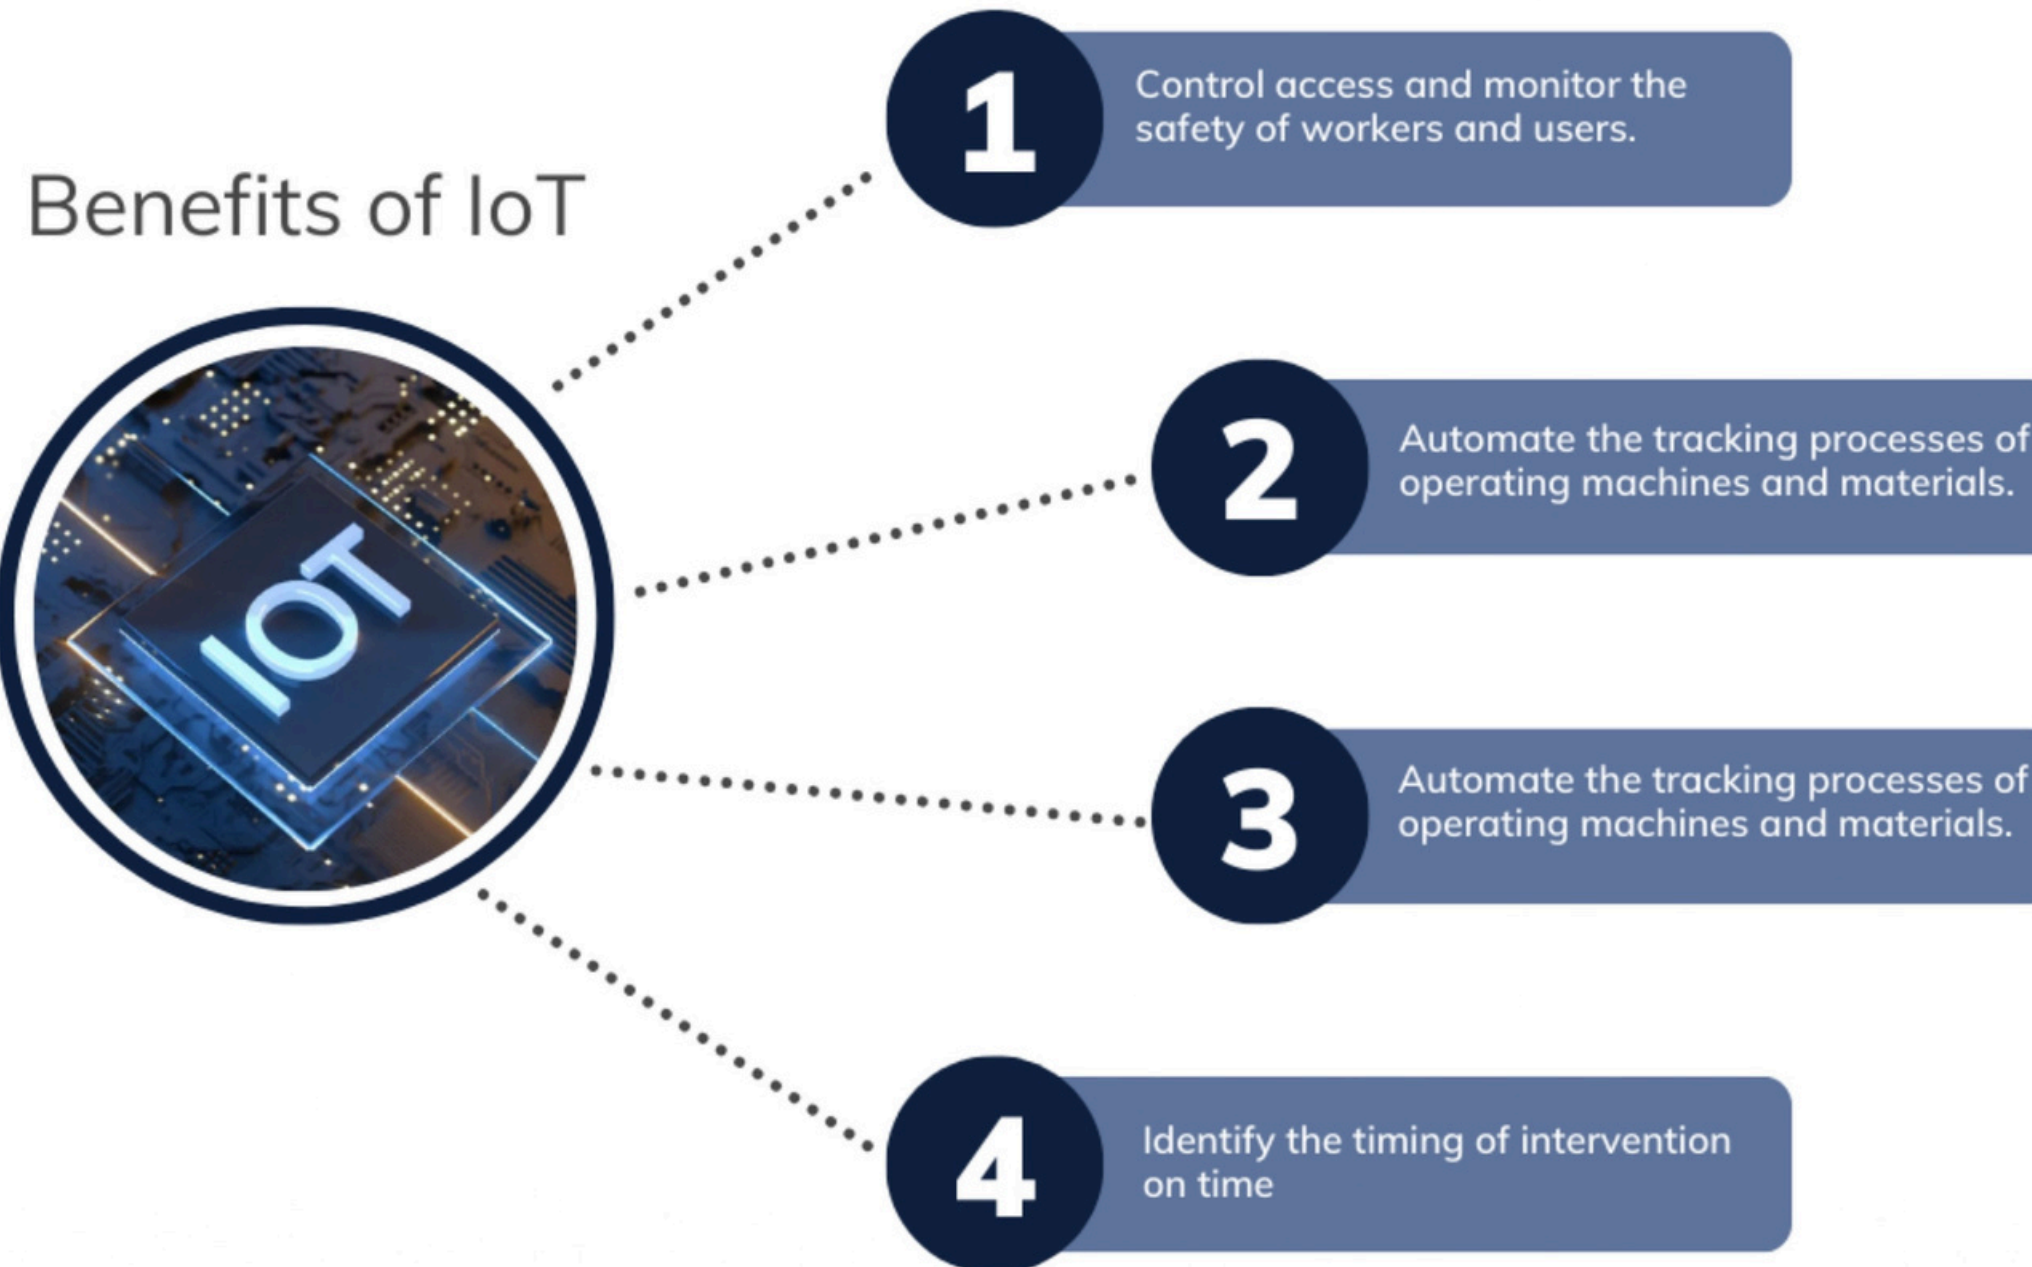 Benefits of IoT
IOT
1
Control access and monitor the
safety of workers and users.
2
Automate the tracking processes of
operating machines and materials.
3
Automate the tracking processes of
operating machines and materials.
4
Identify the timing of intervention
on time